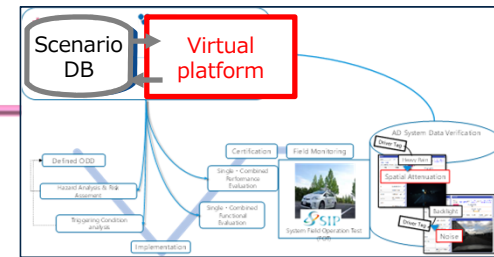 Scenario
DB
Virtual
platform
Certification
Field Monitoring
AD System Data Verification
Driver Tag
Heavy Rain
Spatial Attenuation
Backlight
Driver Tag
Noise
Defined ODD
Hazard Analysis & Risk
Assesment
Triggering Condition
analysis
Single・Combined
Performance
Evaluation
Single・Combined
Functional
Evaluation
SIP
System Field Operation Test
(FOT)
Implementation